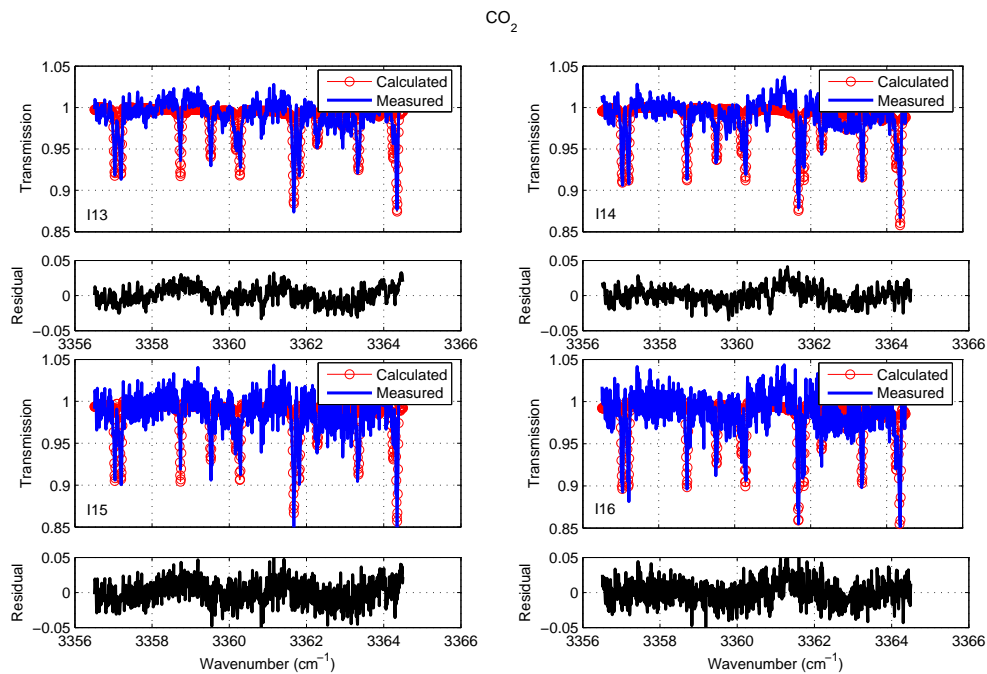 CO2
1.05
1
0.95
0.9
0.85
Transmission
Calculated
Measured
I13
1.05
1
0.95
0.9
0.85
Transmission
Calculated
Measured
I14
0.05
0
−0.05
Residual
3356 3358 3360 3362 3364 3366
0.05
0
−0.05
Residual
3356 3358 3360 3362 3364 3366
1.05
1
0.95
0.9
0.85
Transmission
Calculated
Measured
I15
1.05
1
0.95
0.9
0.85
Transmission
Calculated
Measured
I16
0.05
0
−0.05
Residual
3356 3358 3360 3362 3364 3366
Wavenumber (cm−1)
0.05
0
−0.05
Residual
3356 3358 3360 3362 3364 3366
Wavenumber (cm−1)